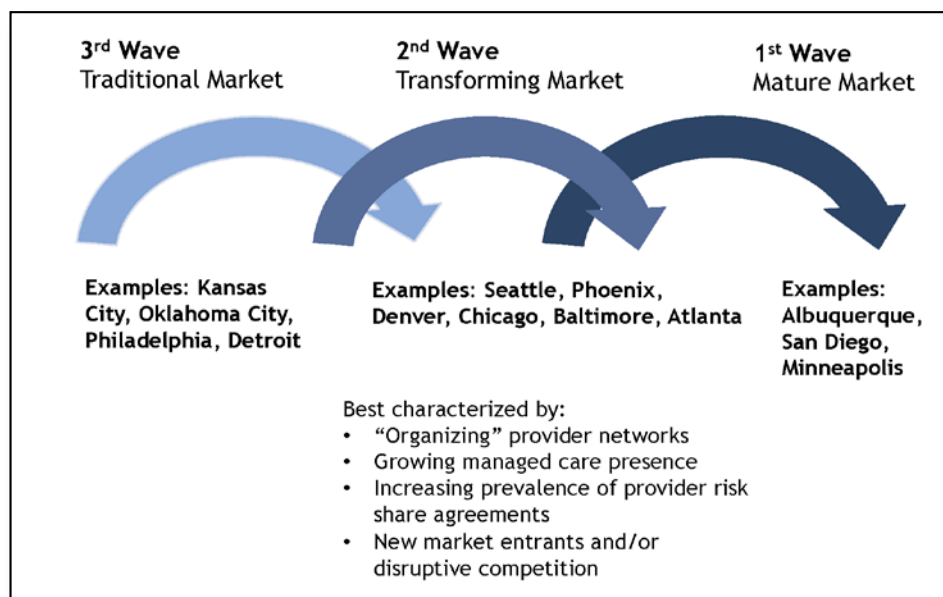 3rd Wave
Traditional Market
2nd Wave
Transforming Market
1st Wave
Mature Market
Examples: Kansas
City, Oklahoma City,
Philadelphia, Detroit
Examples: Seattle, Phoenix,
Denver, Chicago, Baltimore, Atlanta
Examples:
Albuquerque,
San Diego,
Minneapolis
Best characterized by:
• “Organizing” provider networks
• Growing managed care presence
• Increasing prevalence of provider risk
share agreements
• New market entrants and/or
disruptive competition